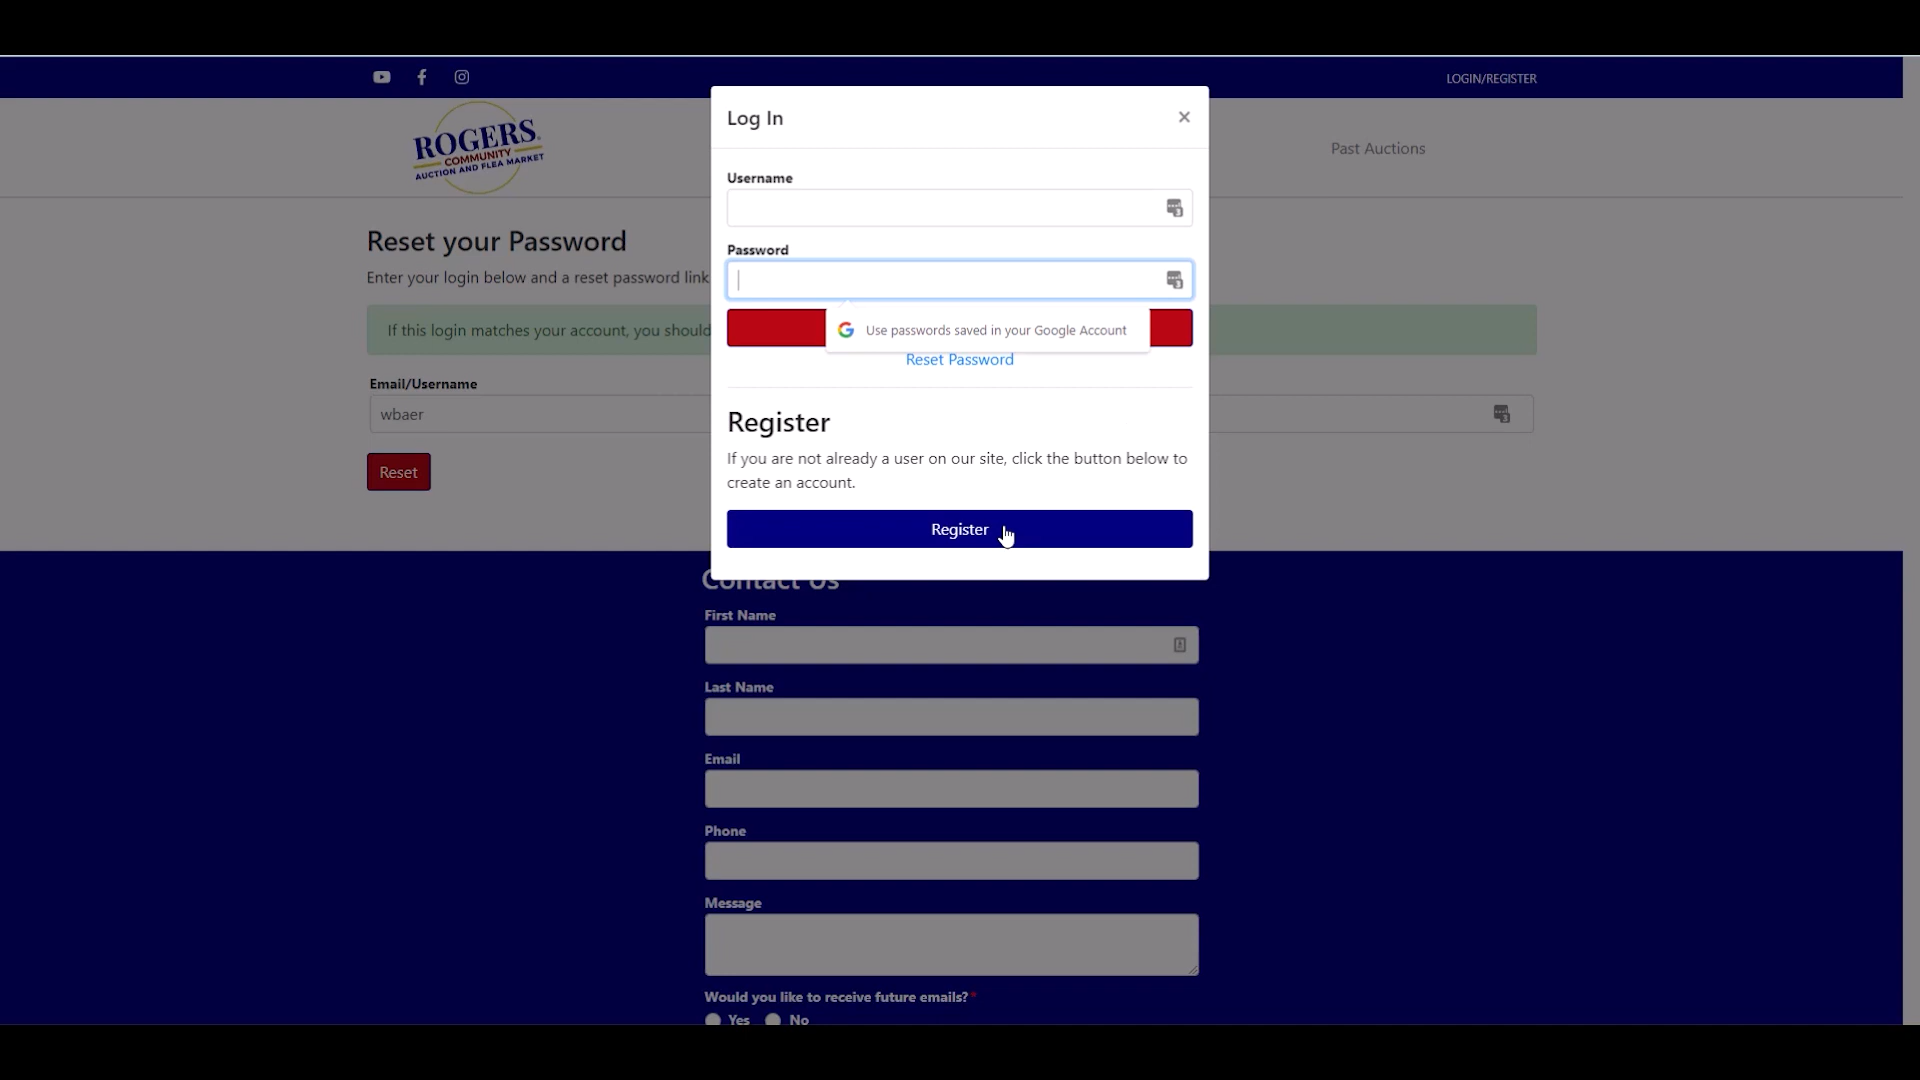 LOGIN/REGISTER
ROGERS
COMMUNITY
AUCTION AND FLEA MARKET
Past Auctions
Log In
×
Username
Password
Use passwords saved in your Google Account
Reset Password
Register
If you are not already a user on our site, click the button below to
create an account.
Register
Reset your Password
Enter your login below and a reset password link
If this login matches your account, you should
Email/Username
wbaer
Reset
Contact Us
First Name
Last Name
Email
Phone
Message
Would you like to receive future emails?*
Yes No